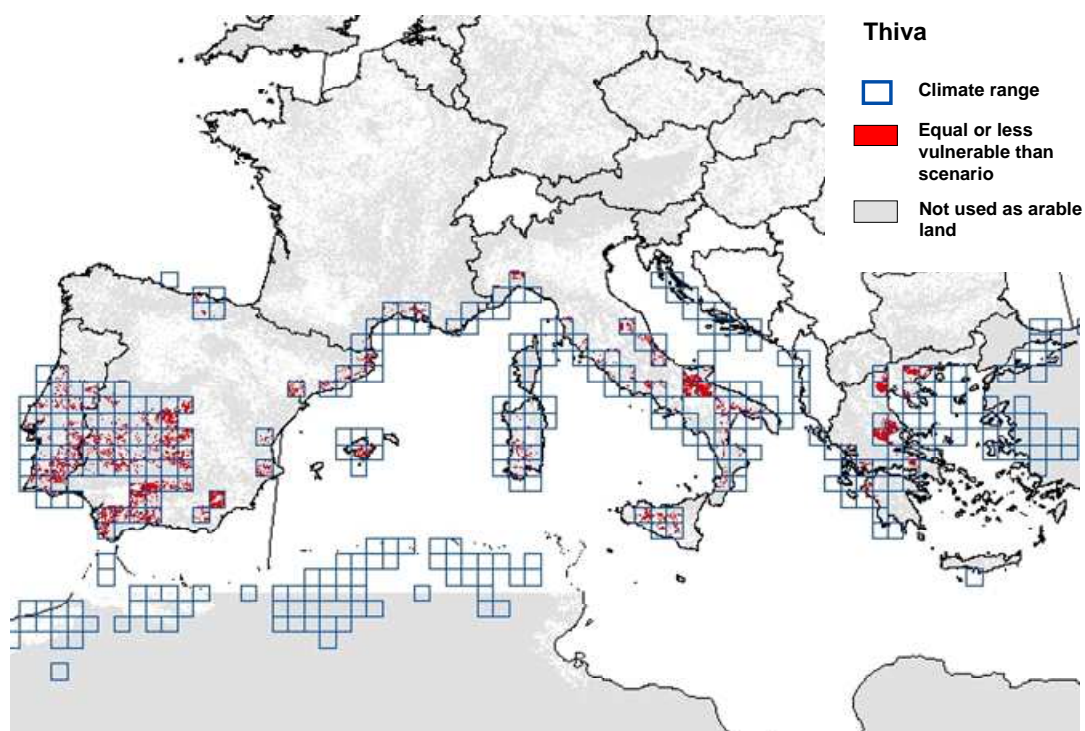 Thiva
Climate range
Equal or less
vulnerable than
scenario
Not used as arable
land